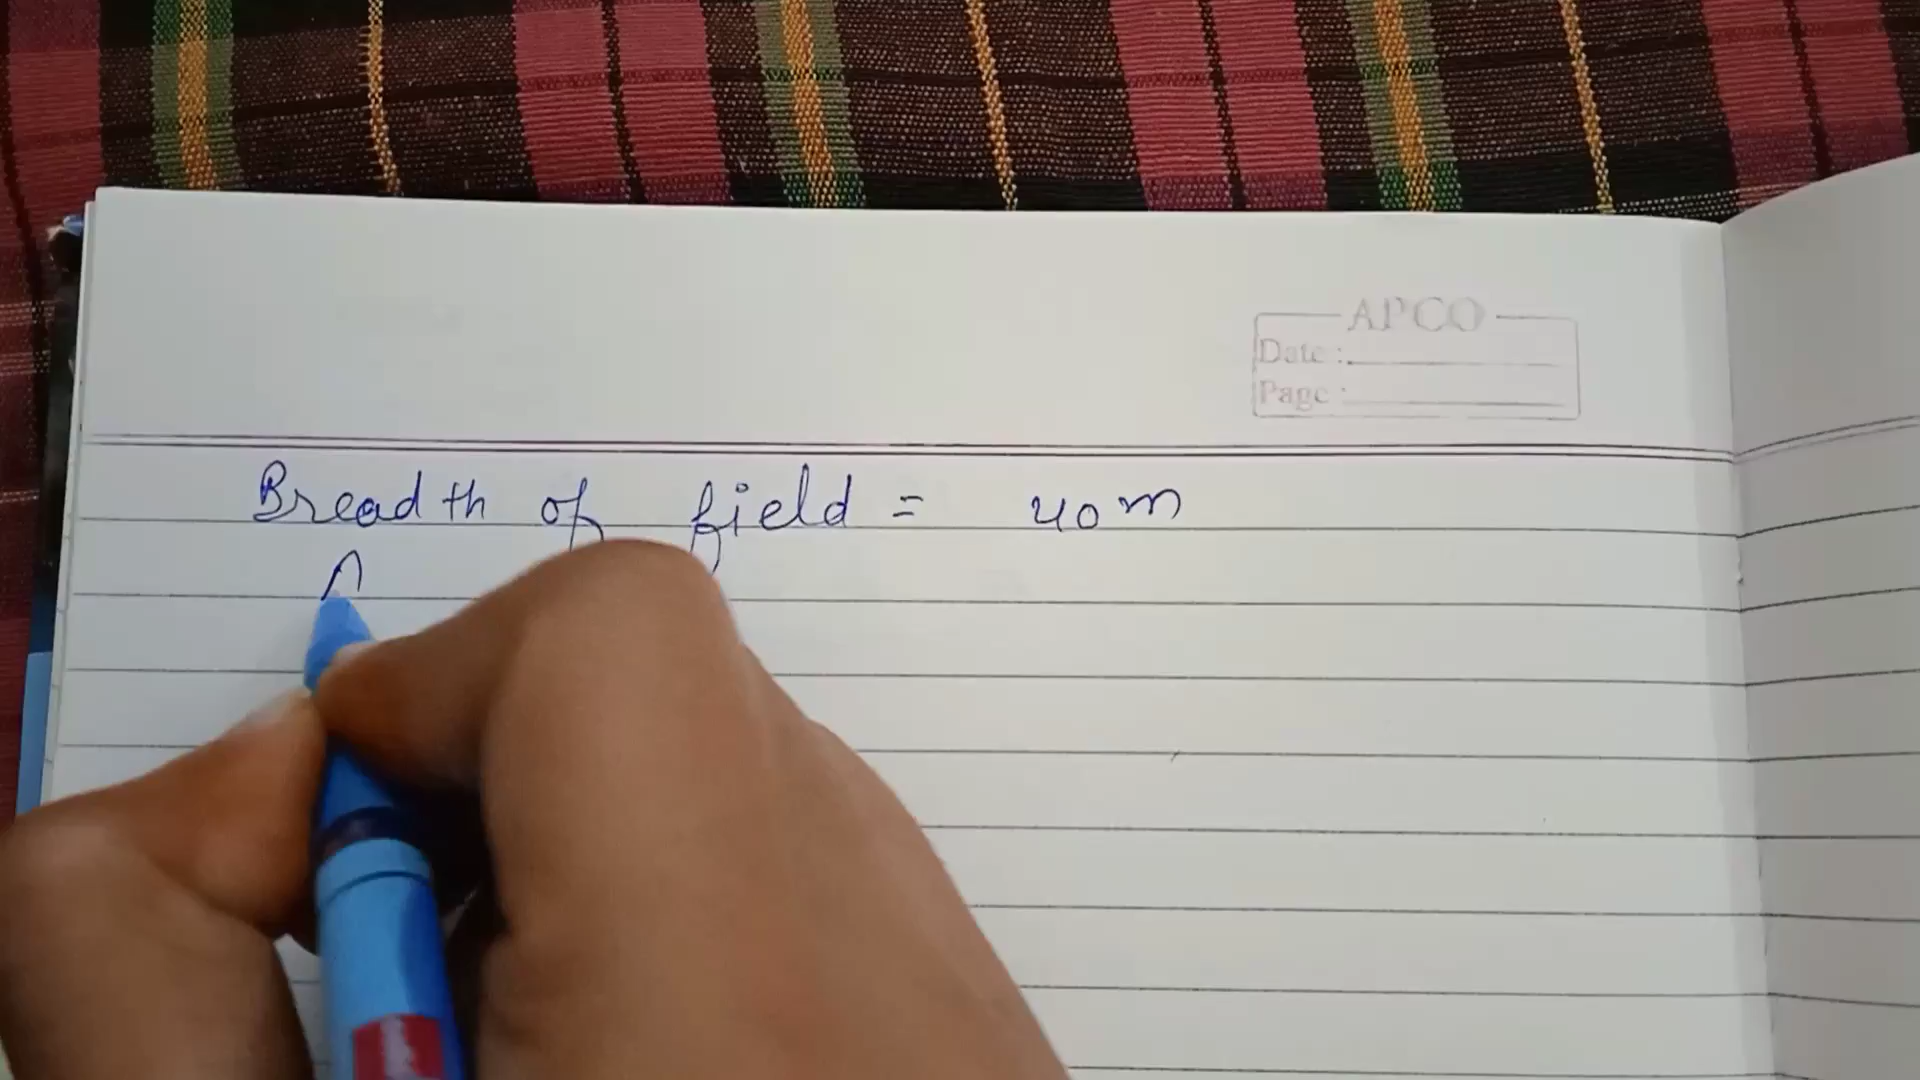 APCO
Date :
Page :
Breadth of field = 40m